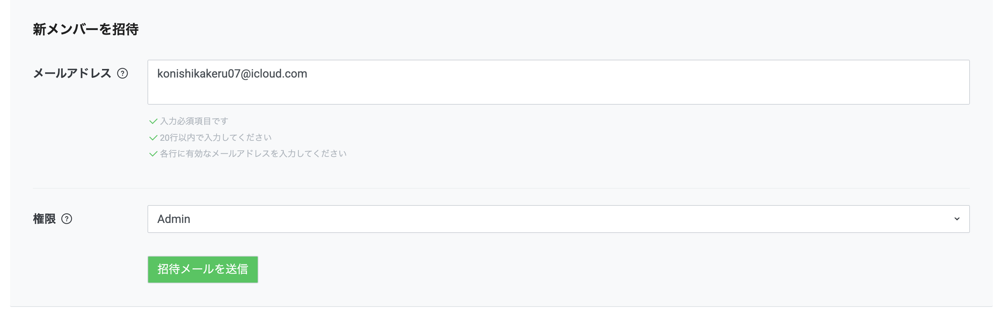 新メンバーを招待
メールアドレス ?
konishikakeru07@icloud.com
入力必須項目です
20行以内で入力してください
各行に有効なメールアドレスを入力してください
権限 ?
Admin
招待メールを送信